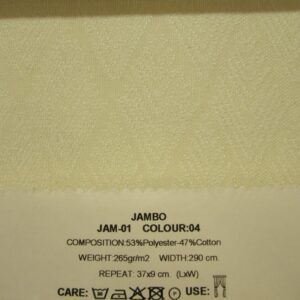 JAMBO
JAM-01 COLOUR:04
COMPOSITION:53%Polyester-47%Cotton
WEIGHT:265gr/m2 WIDTH:290 cm.
REPEAT: 37x9 cm. (LxW)
CARE: USE: